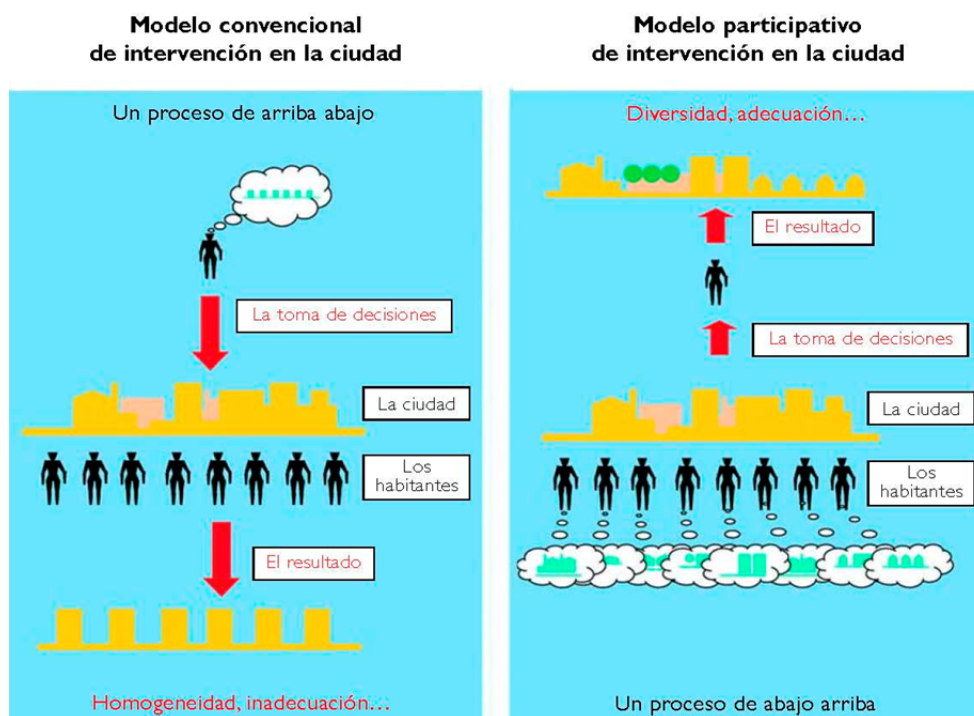 Modelo convencional
de intervención en la ciudad
Un proceso de arriba abajo
La toma de decisiones
La ciudad
Los
habitantes
El resultado
Homogeneidad, inadecuación...
Modelo participativo
de intervención en la ciudad
Diversidad, adecuación...
El resultado
La toma de decisiones
La ciudad
Los
habitantes
Un proceso de abajo arriba